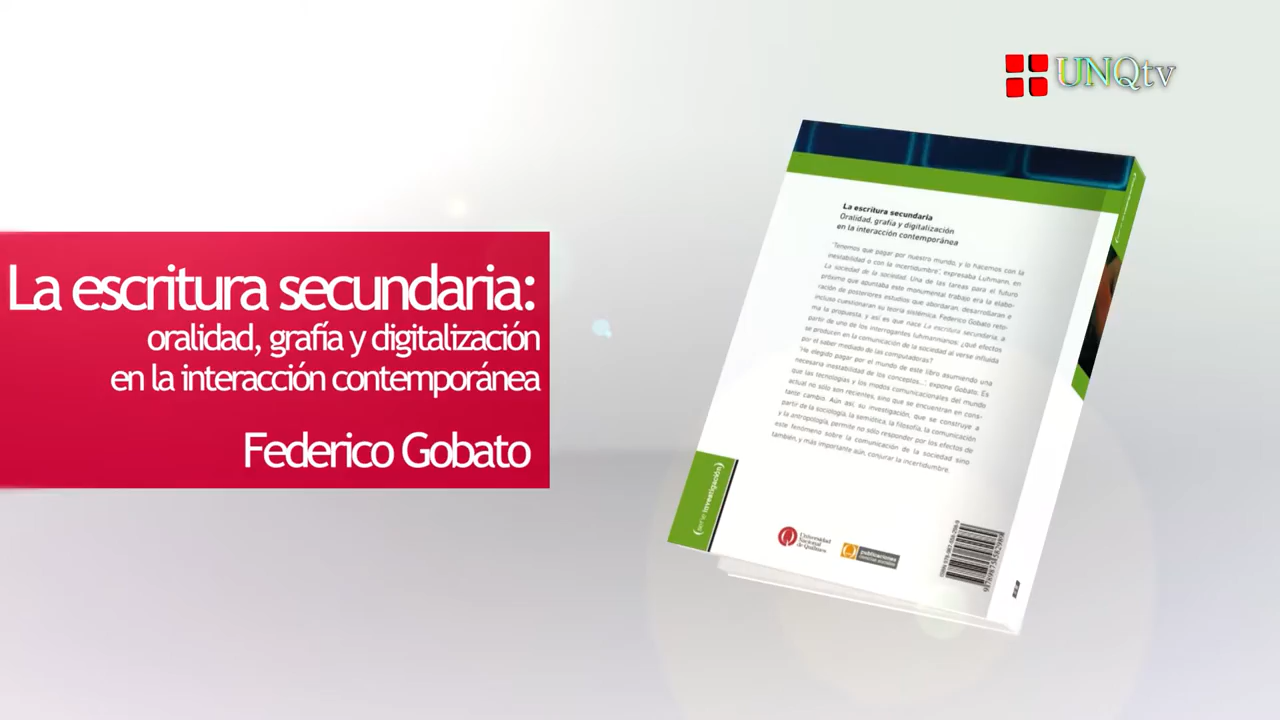 UNQtv
La escritura secundaria:
oralidad, grafía y digitalización
en la interacción contemporánea
Federico Gobato
La escritura secundaria
Oralidad, grafía y digitalización
en la interacción contemporánea
"Tenemos que pagar por nuestro mundo, y lo hacemos con la
inestabilidad o con la incertidumbre", expresaba Luhmann, en
La sociedad de la sociedad. Una de las tareas para el futuro
próximo que apuntaba este monumental trabajo era la elabo-
ración de posteriores estudios que abordaran, desarrollaran e
incluso cuestionaran su teoría sistémica. Federico Gobato reto-
ma la propuesta, y así es que nace La escritura secundaria, a
partir de uno de los interrogantes luhmannianos: ¿qué efectos
se producen en la comunicación de la sociedad al verse influida
por el saber mediado de las computadoras?
"He elegido pagar por el mundo de este libro asumiendo una
necesaria inestabilidad de los conceptos...", expone Gobato. Es
que las tecnologías y los modos comunicacionales del mundo
actual no sólo son recientes, sino que se encuentran en cons-
tante cambio. Aún así, su investigación, que se construye a
partir de la sociología, la semiótica, la filosofía, la comunicación
y la antropología, permite no sólo responder por los efectos de
este fenómeno sobre la comunicación de la sociedad sino
también, y más importante aún, conjurar la incertidumbre.
(serie investigación)
Universidad
Nacional
de Quilmes
publicaciones
ciencias sociales